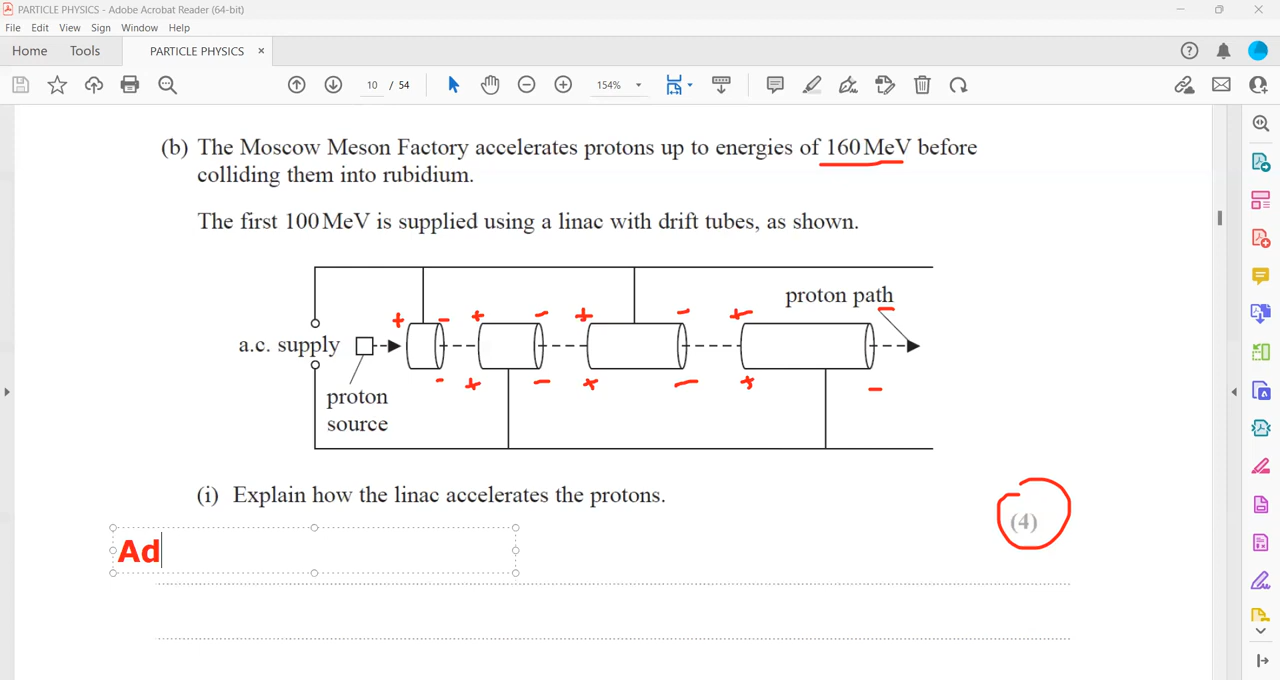 PARTICLE PHYSICS - Adobe Acrobat Reader (64-bit)
File Edit View Sign Window Help
Home Tools PARTICLE PHYSICS ×
10 / 54 154%
(b) The Moscow Meson Factory accelerates protons up to energies of 160 MeV before
colliding them into rubidium.
The first 100 MeV is supplied using a linac with drift tubes, as shown.
proton path
+ - + - + - +
a.c. supply
- + - + - + -
proton
source
(i) Explain how the linac accelerates the protons.
(4)
Ad